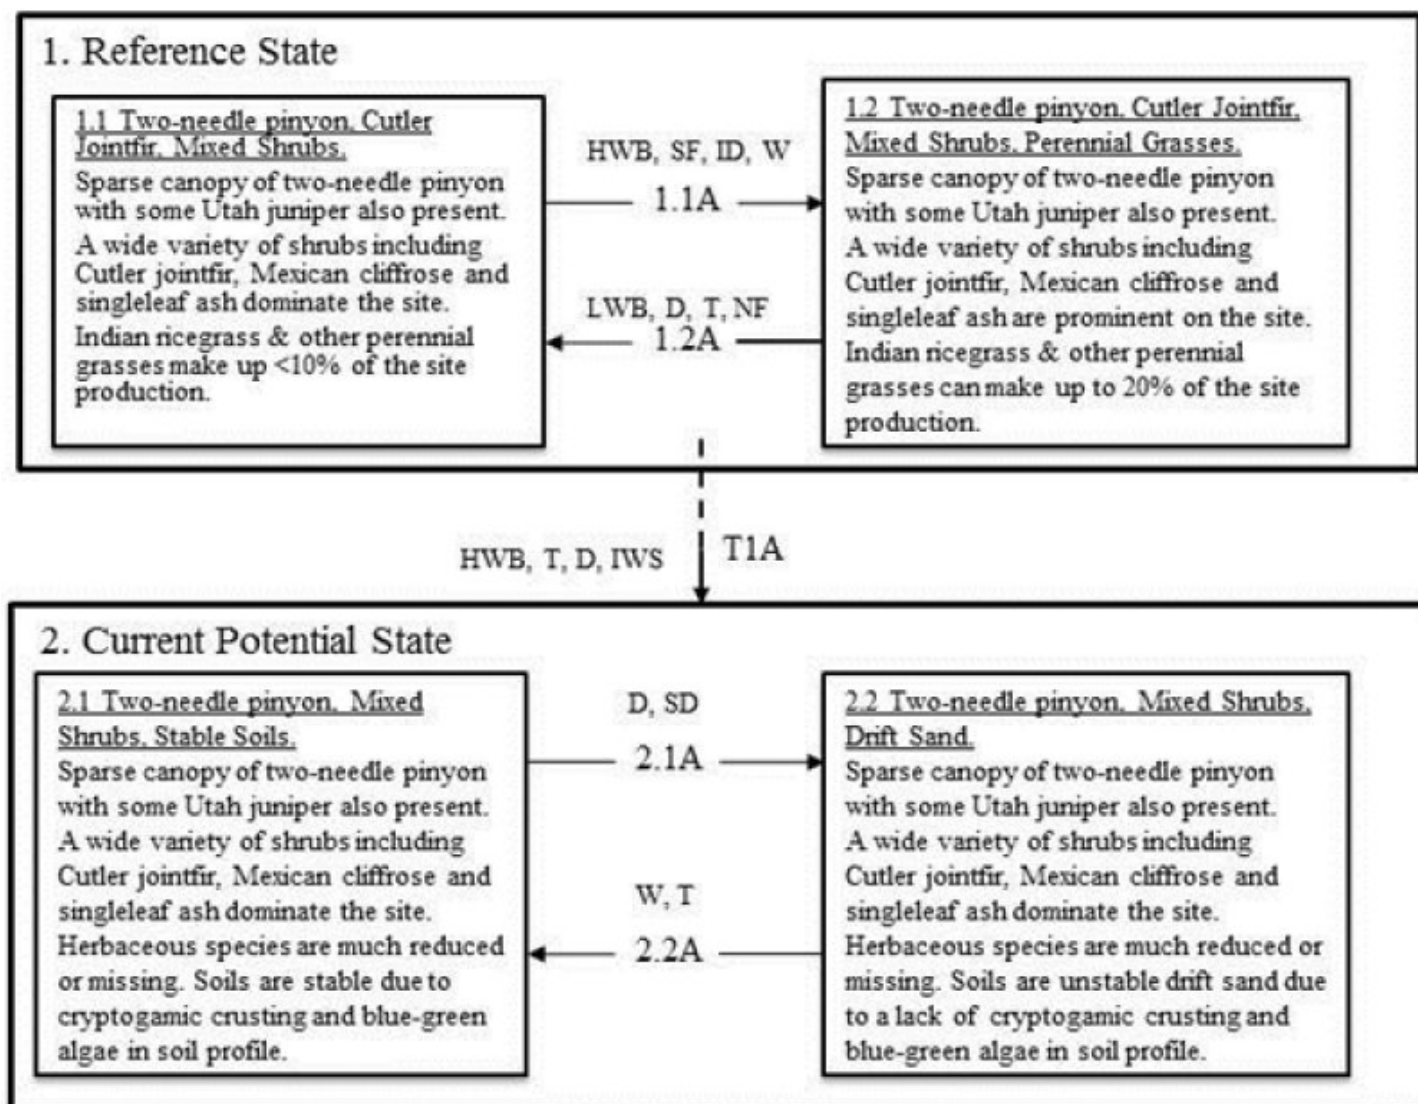 1. Reference State
1.1 Two-needle pinyon, Cutler
Jointfir, Mixed Shrubs.
Sparse canopy of two-needle pinyon
with some Utah juniper also present.
A wide variety of shrubs including
Cutler jointfir, Mexican cliffrose and
singleleaf ash dominate the site.
Indian ricegrass & other perennial
grasses make up <10% of the site
production.
HWB, SF, ID, W
1.1A
LWB, D, T, NF
1.2A
1.2 Two-needle pinyon, Cutler Jointfir,
Mixed Shrubs, Perennial Grasses.
Sparse canopy of two-needle pinyon
with some Utah juniper also present.
A wide variety of shrubs including
Cutler jointfir, Mexican cliffrose and
singleleaf ash are prominent on the site.
Indian ricegrass & other perennial
grasses can make up to 20% of the site
production.
HWB, T, D, IWS
T1A
2. Current Potential State
2.1 Two-needle pinyon, Mixed
Shrubs, Stable Soils.
Sparse canopy of two-needle pinyon
with some Utah juniper also present.
A wide variety of shrubs including
Cutler jointfir, Mexican cliffrose and
singleleaf ash dominate the site.
Herbaceous species are much reduced
or missing. Soils are stable due to
cryptogamic crusting and blue-green
algae in soil profile.
D, SD
2.1A
W, T
2.2A
2.2 Two-needle pinyon, Mixed Shrubs,
Drift Sand.
Sparse canopy of two-needle pinyon
with some Utah juniper also present.
A wide variety of shrubs including
Cutler jointfir, Mexican cliffrose and
singleleaf ash dominate the site.
Herbaceous species are much reduced or
missing. Soils are unstable drift sand due
to a lack of cryptogamic crusting and
blue-green algae in soil profile.